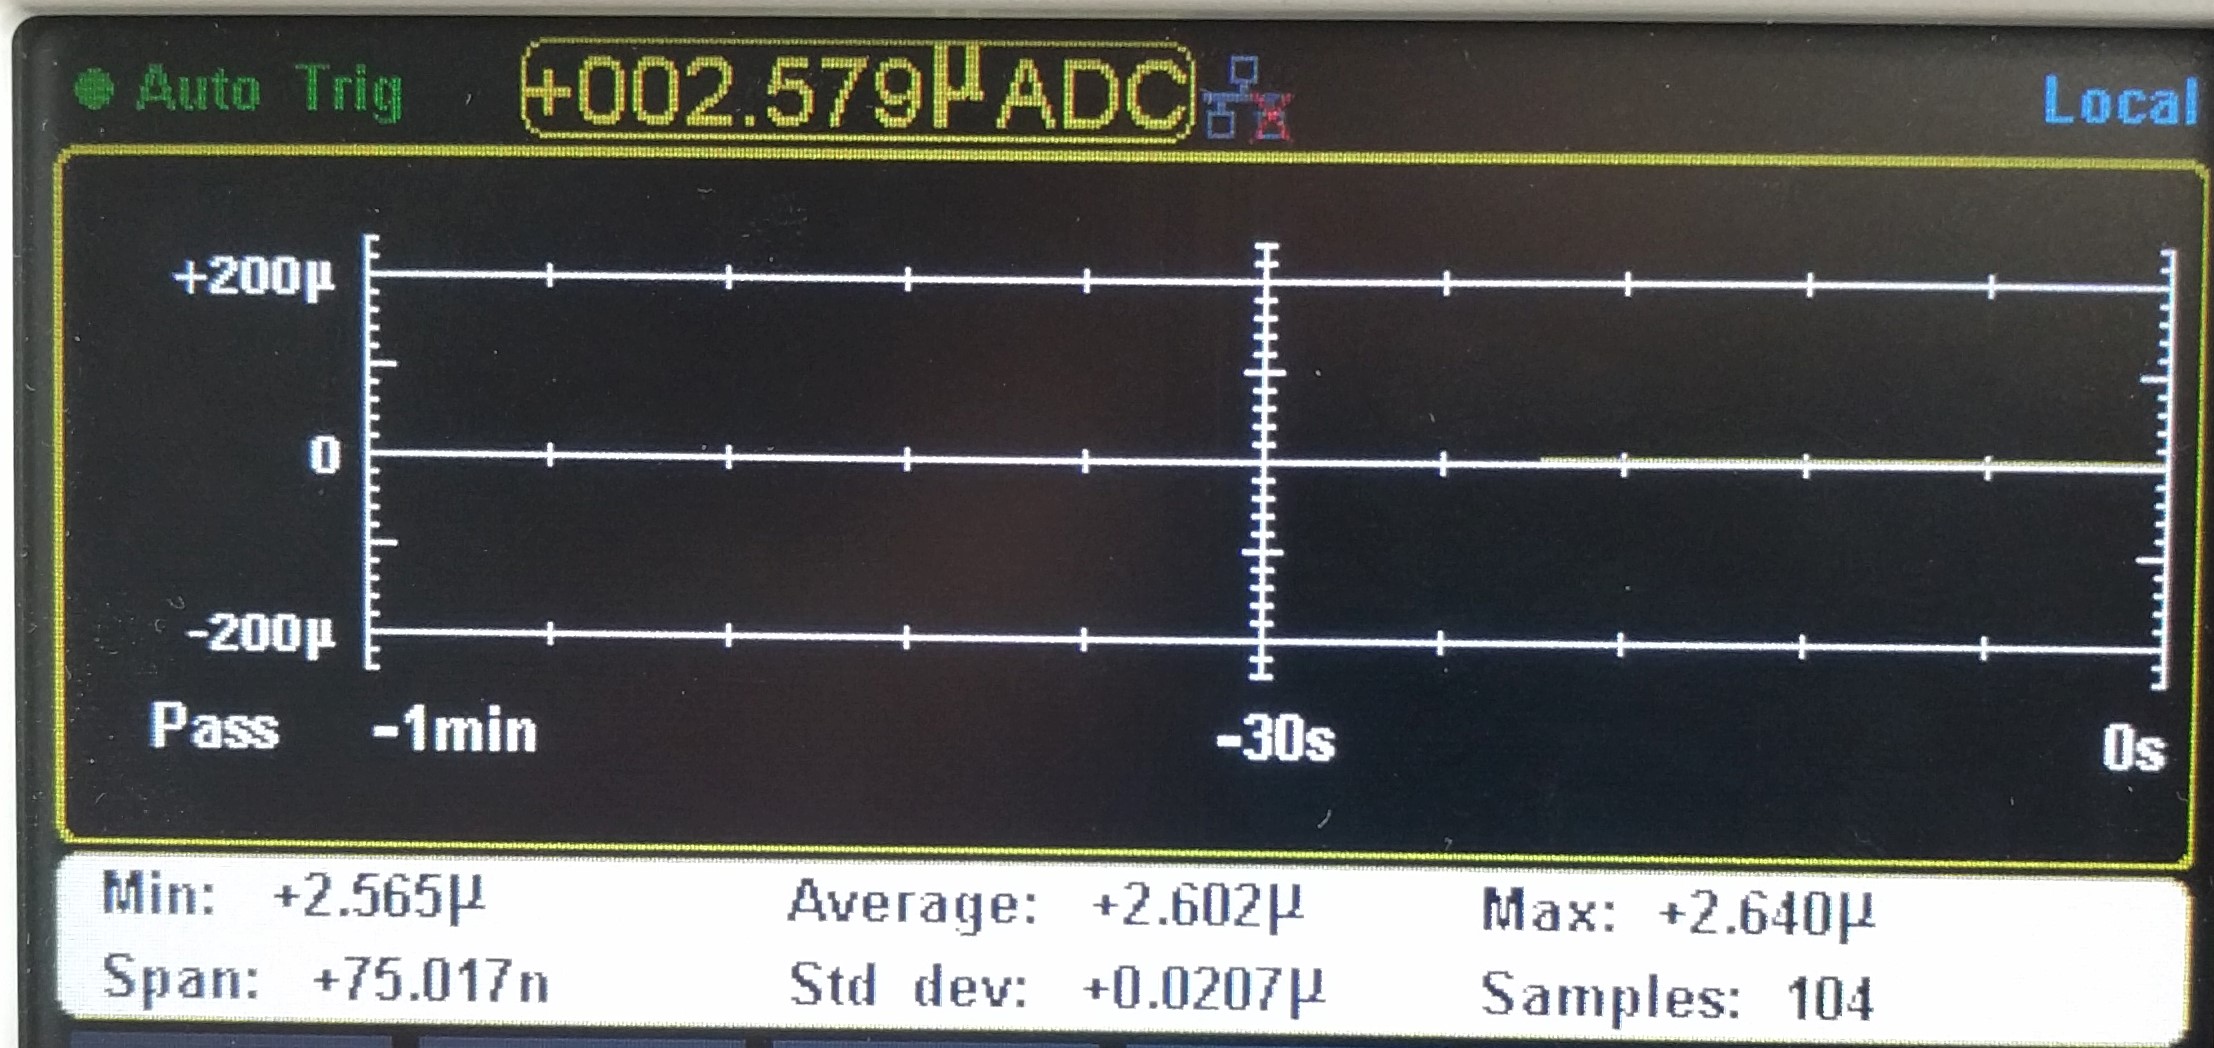 Auto Trig +002.579µADC Local
+200µ
0
-200µ
Pass -1min -30s 0s
Min: +2.565µ Average: +2.602µ Max: +2.640µ
Span: +75.017n Std dev: +0.0207µ Samples: 104